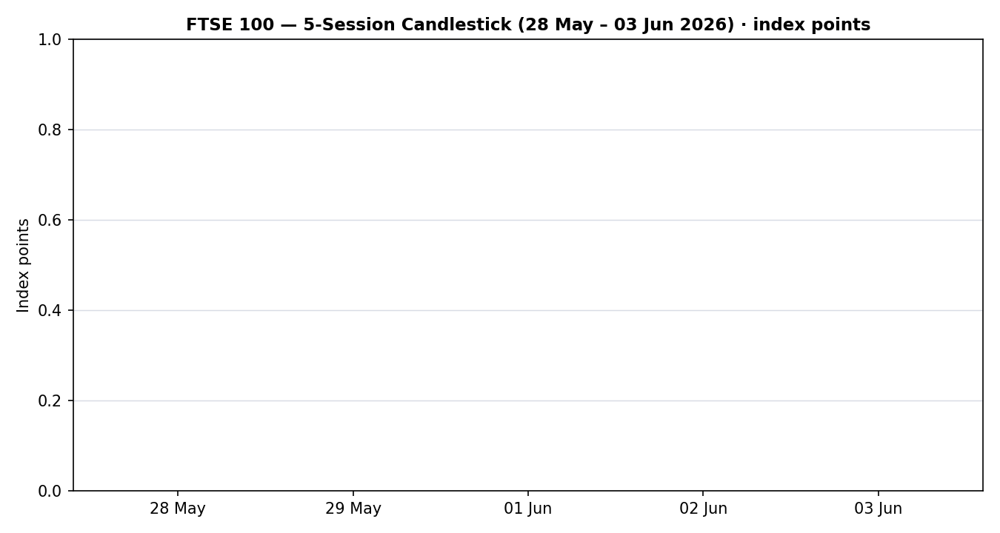 FTSE 100 — 5-Session Candlestick (28 May – 03 Jun 2026) · index points
1.0
0.8
0.6
0.4
0.2
0.0
Index points
28 May
29 May
01 Jun
02 Jun
03 Jun